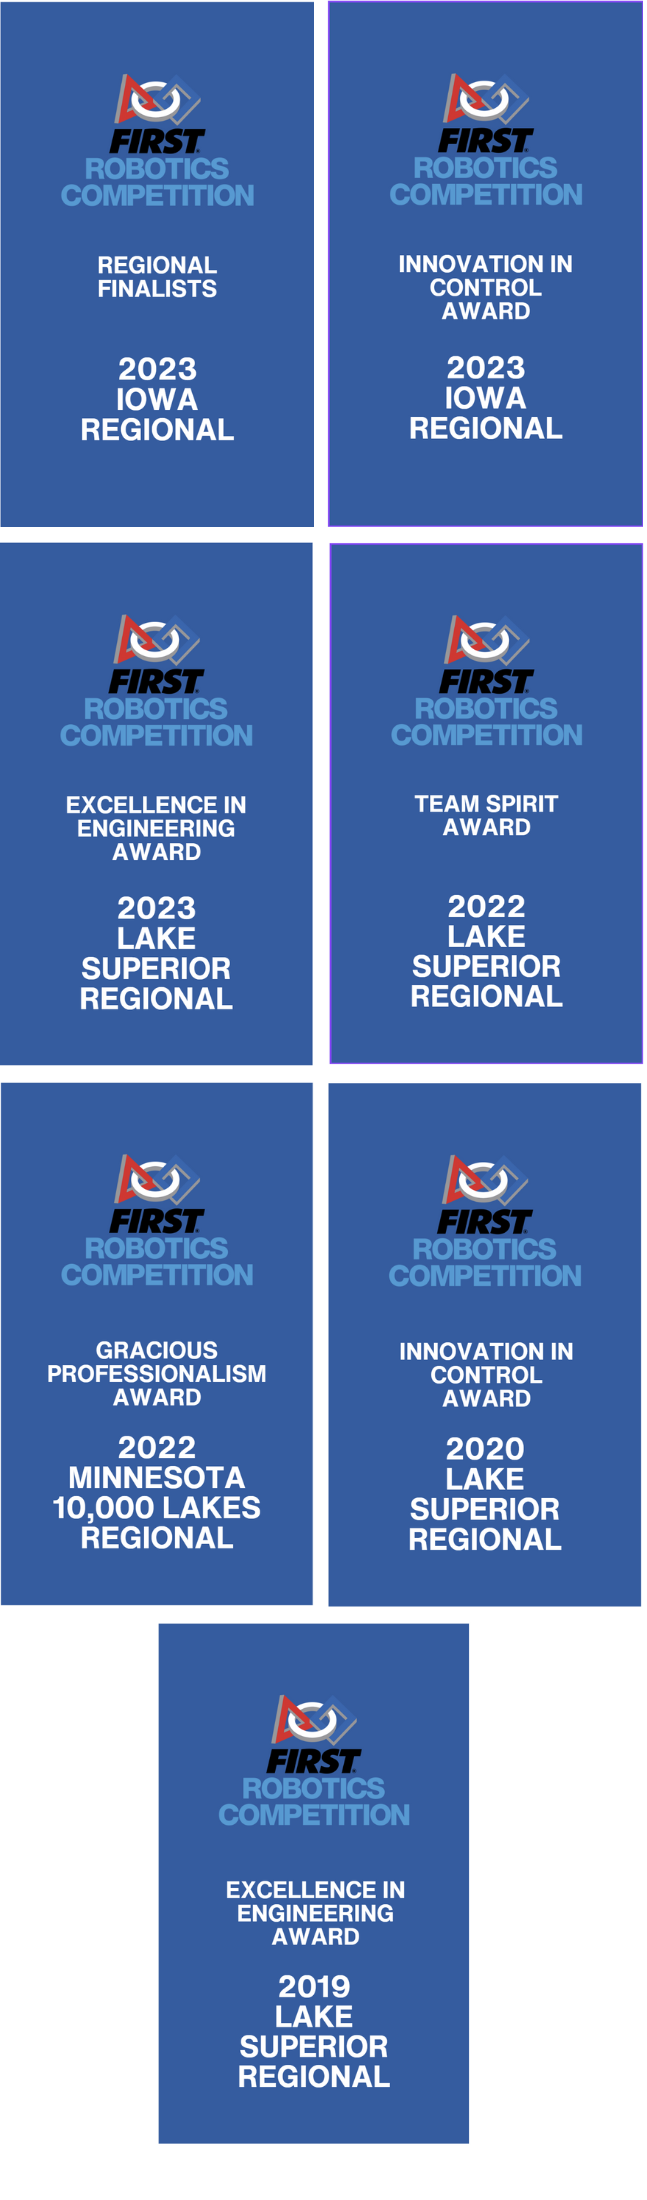 FIRST
ROBOTICS
COMPETITION
REGIONAL
FINALISTS
2023
IOWA
REGIONAL
FIRST
ROBOTICS
COMPETITION
INNOVATION IN
CONTROL
AWARD
2023
IOWA
REGIONAL
FIRST
ROBOTICS
COMPETITION
EXCELLENCE IN
ENGINEERING
AWARD
2023
LAKE
SUPERIOR
REGIONAL
FIRST
ROBOTICS
COMPETITION
TEAM SPIRIT
AWARD
2022
LAKE
SUPERIOR
REGIONAL
FIRST
ROBOTICS
COMPETITION
GRACIOUS
PROFESSIONALISM
AWARD
2022
MINNESOTA
10,000 LAKES
REGIONAL
FIRST
ROBOTICS
COMPETITION
INNOVATION IN
CONTROL
AWARD
2020
LAKE
SUPERIOR
REGIONAL
FIRST
ROBOTICS
COMPETITION
EXCELLENCE IN
ENGINEERING
AWARD
2019
LAKE
SUPERIOR
REGIONAL